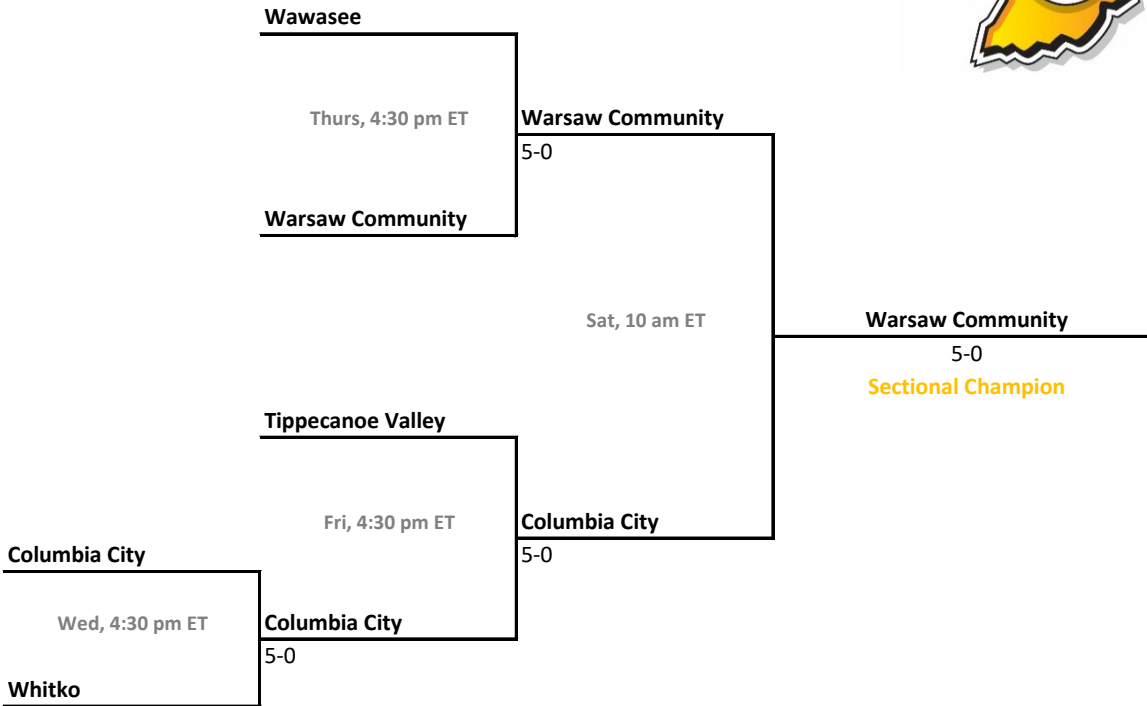 Wawasee
Thurs, 4:30 pm ET
Warsaw Community
5-0
Warsaw Community
Sat, 10 am ET
Warsaw Community
5-0
Sectional Champion
Tippecanoe Valley
Fri, 4:30 pm ET
Columbia City
5-0
Columbia City
Wed, 4:30 pm ET
Columbia City
5-0
Whitko